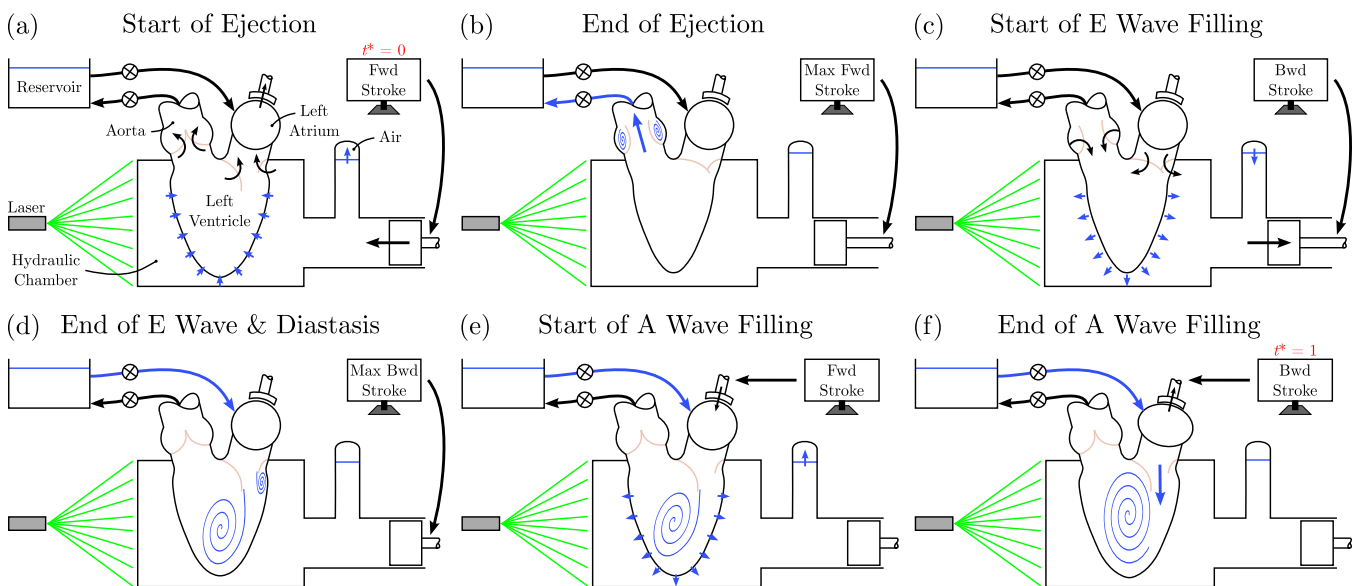 (a) Start of Ejection
t* = 0
Fwd
Stroke
Reservoir
Left
Atrium
Aorta
Air
Left
Ventricle
Laser
Hydraulic
Chamber
(b) End of Ejection
Max Fwd
Stroke
(c) Start of E Wave Filling
Bwd
Stroke
(d) End of E Wave & Diastasis
Max Bwd
Stroke
(e) Start of A Wave Filling
Fwd
Stroke
(f) End of A Wave Filling
t* = 1
Bwd
Stroke